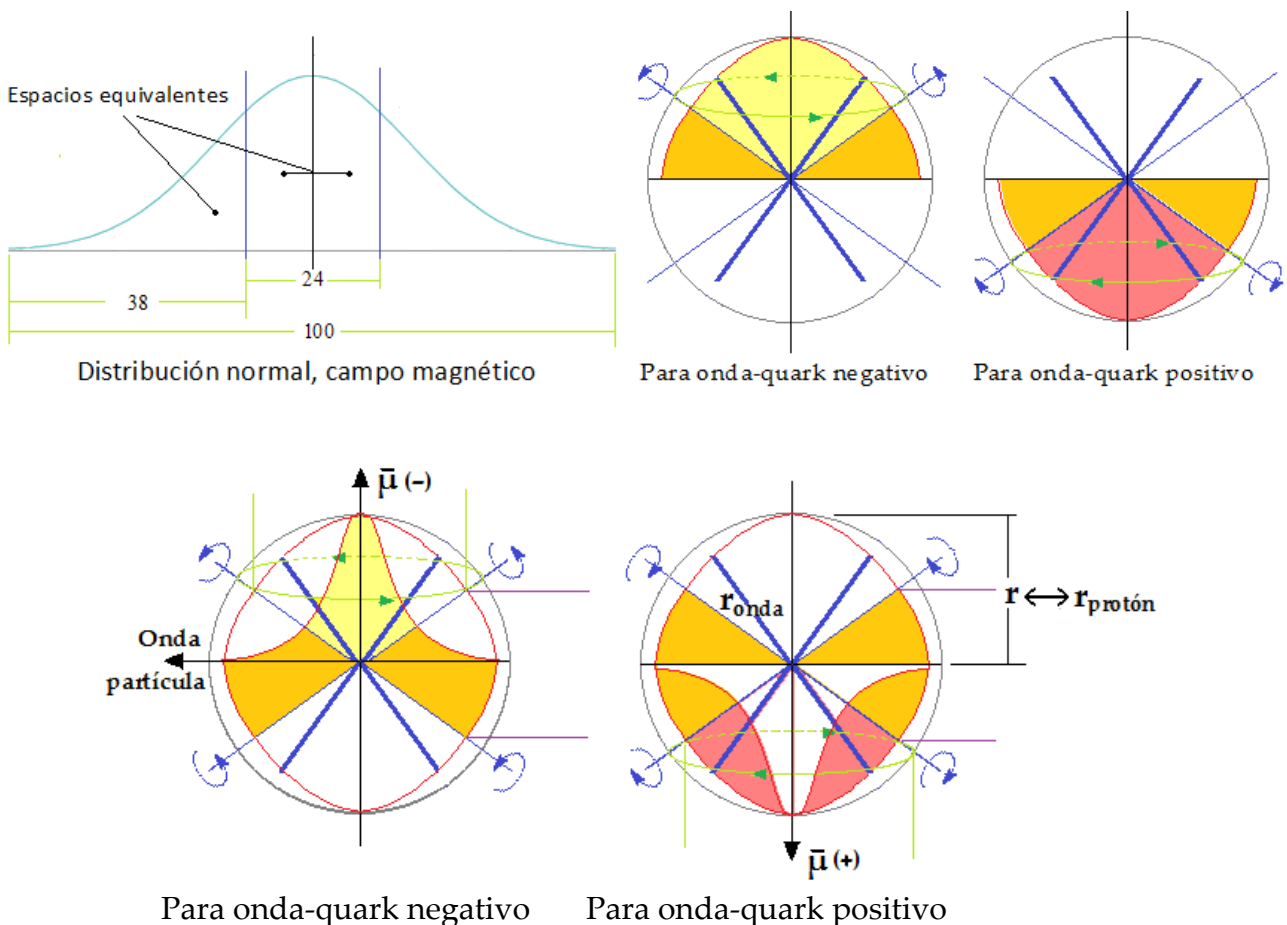 Espacios equivalentes
24
38
100
Distribución normal, campo magnético
Para onda-quark negativo
Para onda-quark positivo
μ̄ (−)
Onda
partícula
r onda
r ⟷ r protón
μ̄ (+)
Para onda-quark negativo
Para onda-quark positivo